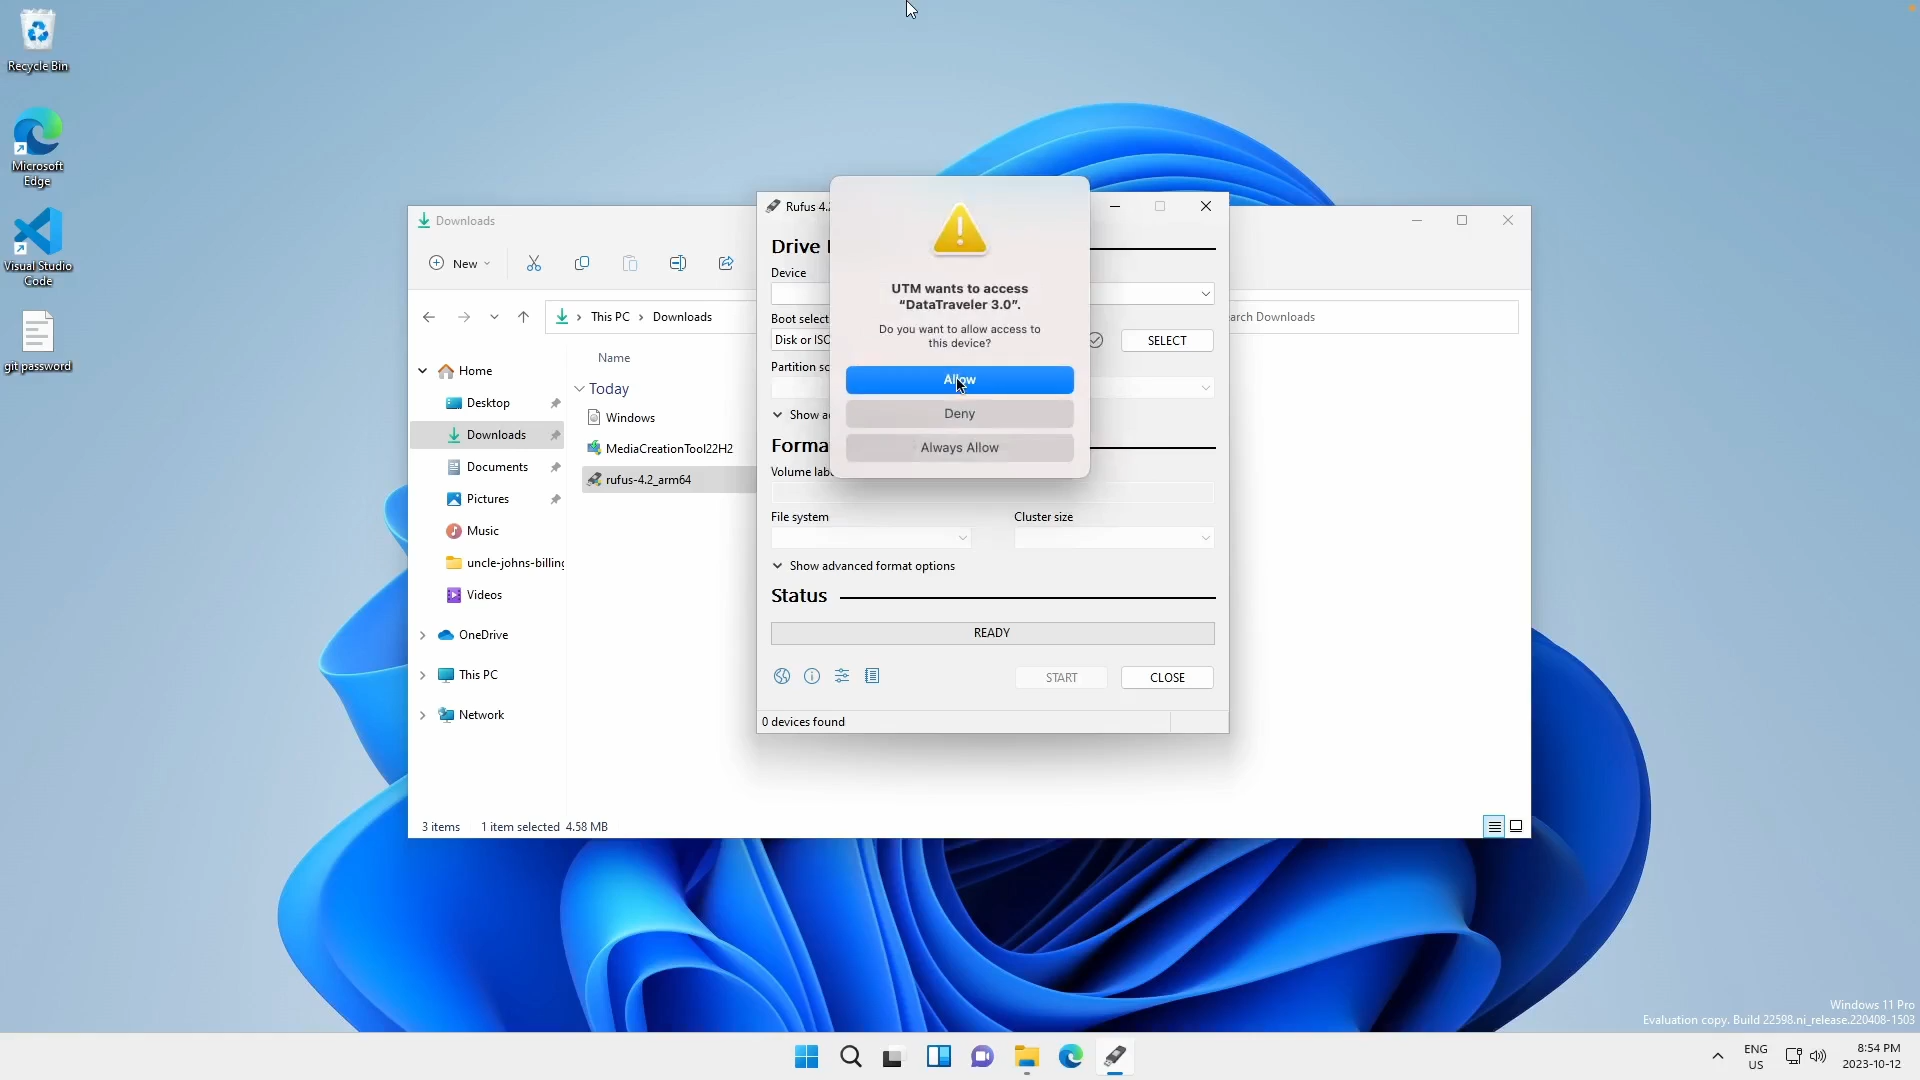 Recycle Bin
Microsoft
Edge
Visual Studio
Code
git password
Downloads
New
This PC
Downloads
Home
Desktop
Downloads
Documents
Pictures
Music
uncle-johns-billing
Videos
OneDrive
This PC
Network
Name
Today
Windows
MediaCreationTool22H2
rufus-4.2_arm64
3 items
1 item selected 4.58 MB
arch Downloads
Rufus 4.
Drive
Device
Boot select
Disk or ISO
SELECT
Partition sc
Show a
Forma
Volume labe
File system
Cluster size
Show advanced format options
Status
READY
START
CLOSE
0 devices found
UTM wants to access
“DataTraveler 3.0”.
Do you want to allow access to
this device?
Allow
Deny
Always Allow
Windows 11 Pro
Evaluation copy. Build 22598.ni_release.220408-1503
ENG
US
8:54 PM
2023-10-12